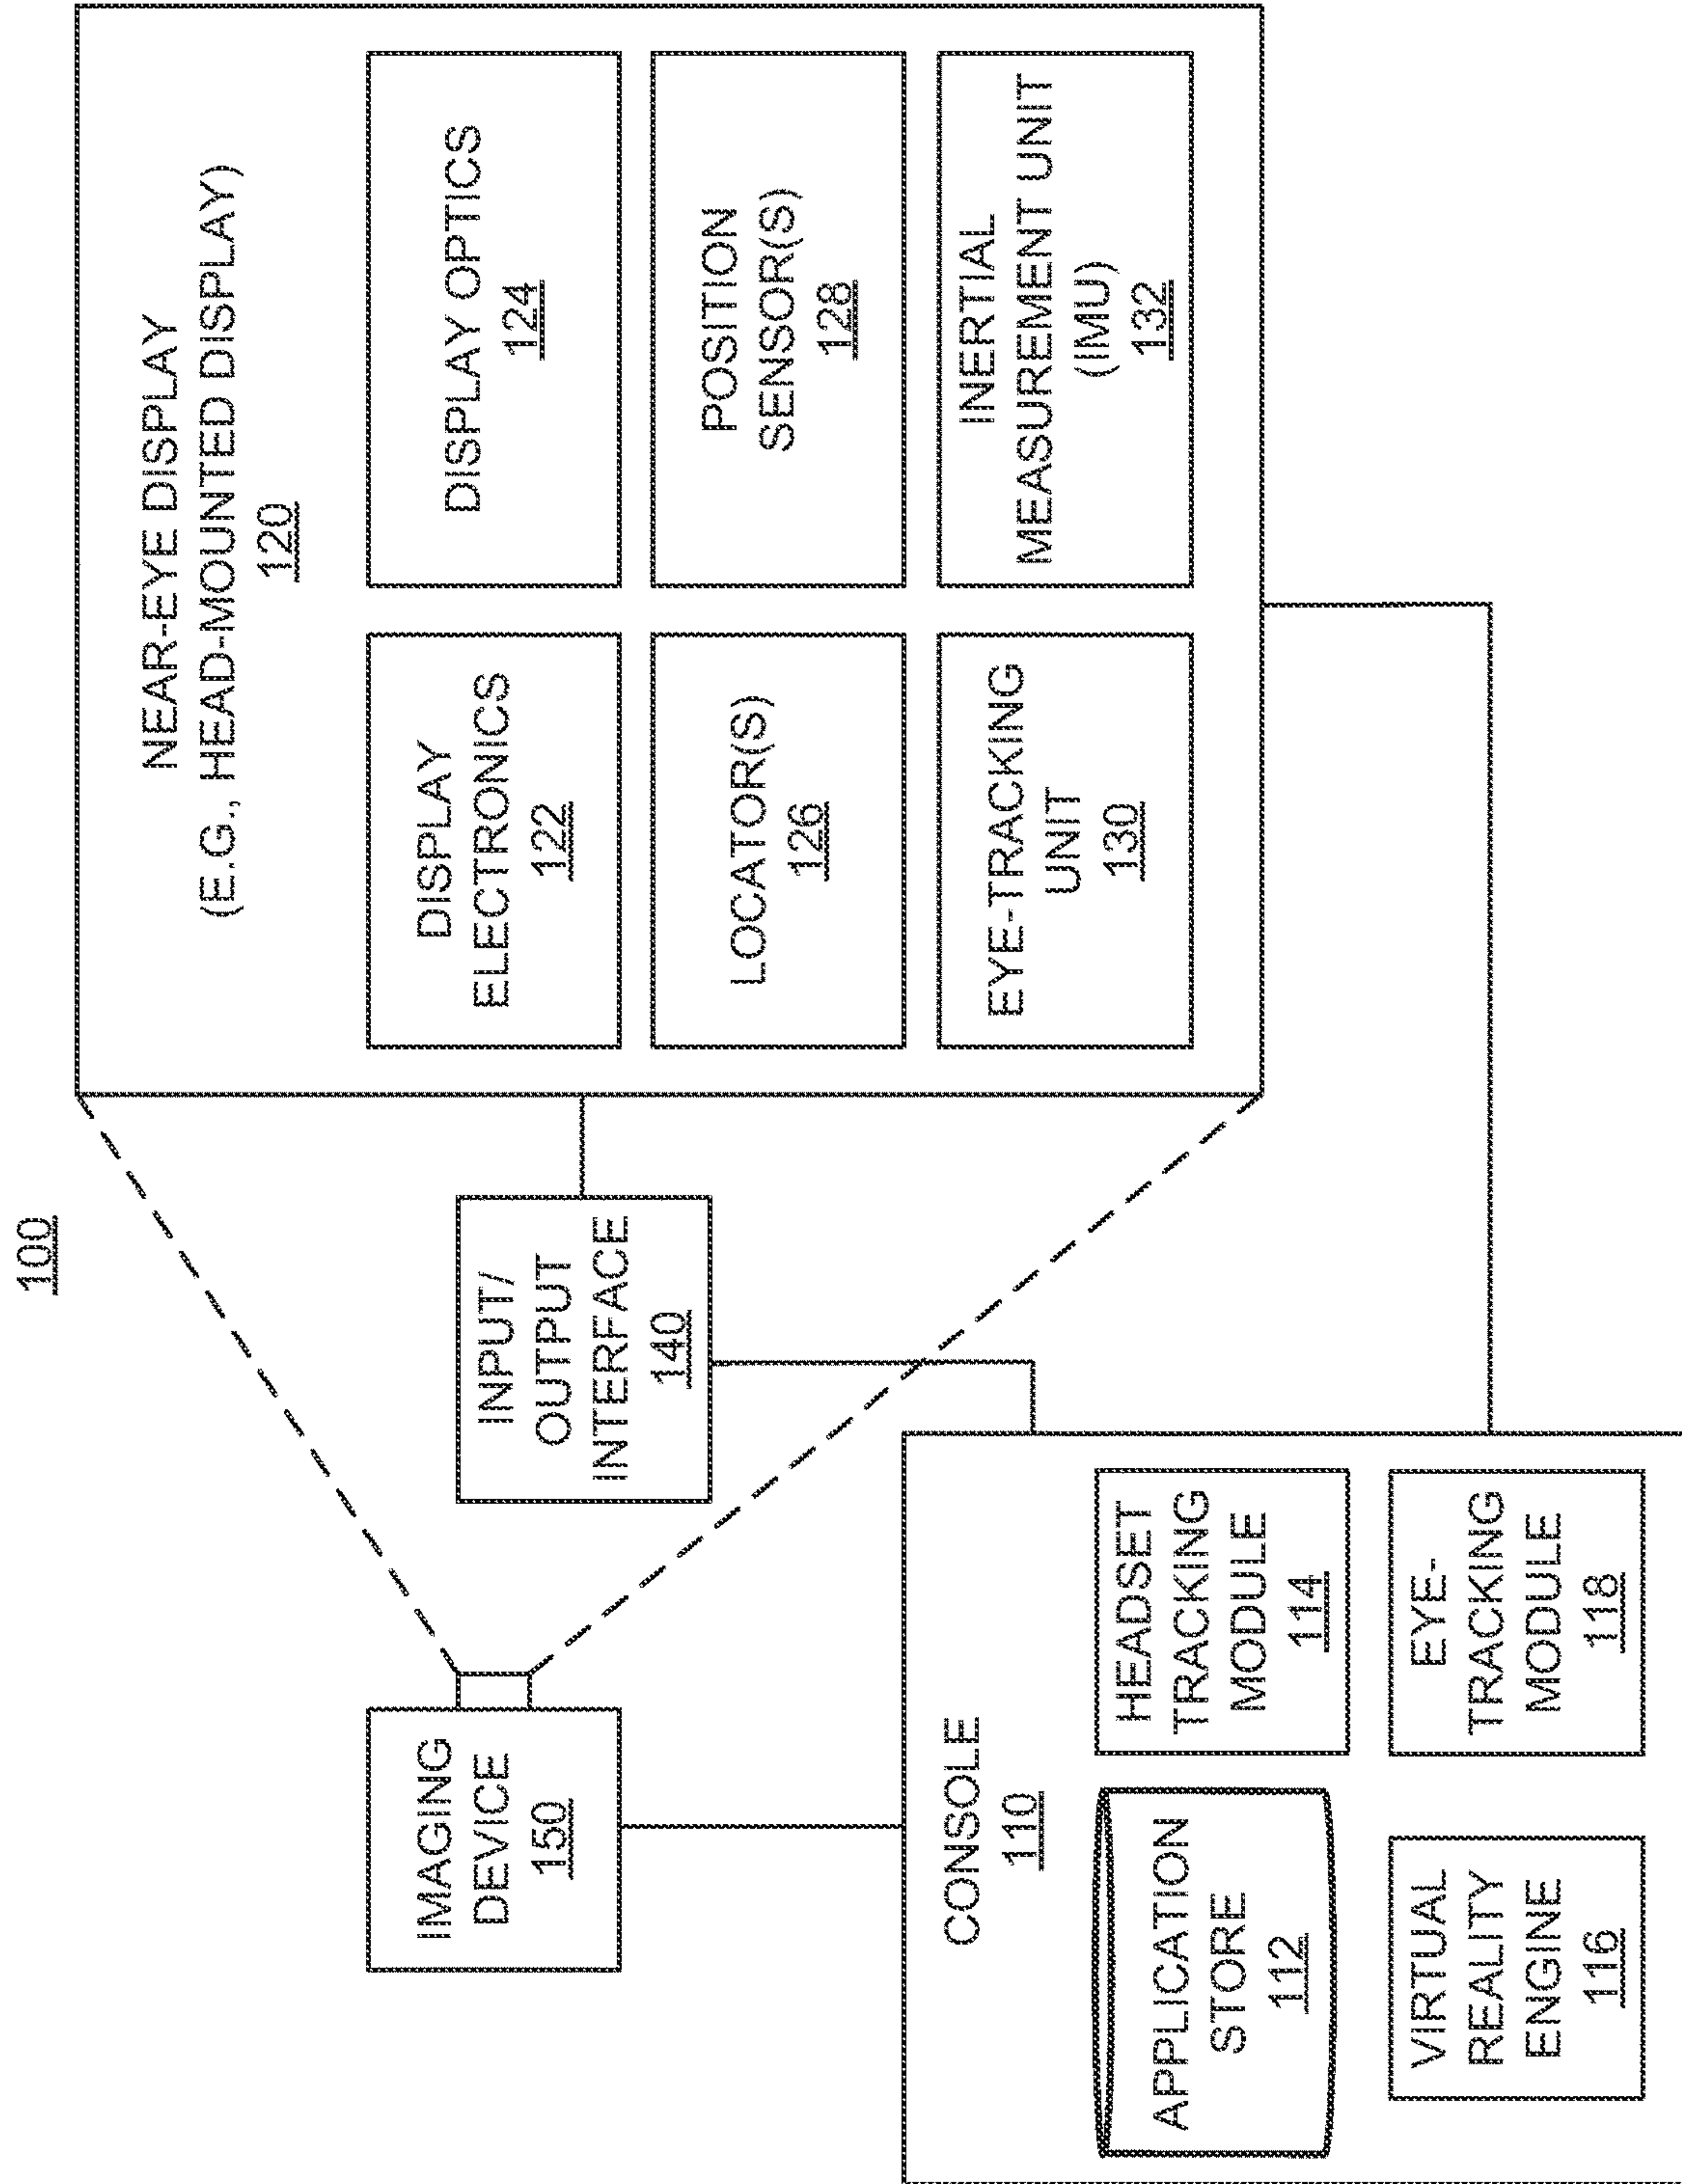 100
IMAGING
DEVICE
150
INPUT/
OUTPUT
INTERFACE
140
NEAR-EYE DISPLAY
(E.G., HEAD-MOUNTED DISPLAY)
120
DISPLAY
ELECTRONICS
122
DISPLAY OPTICS
124
LOCATOR(S)
126
POSITION
SENSOR(S)
128
EYE-TRACKING
UNIT
130
INERTIAL
MEASUREMENT UNIT
(IMU)
132
CONSOLE
110
APPLICATION
STORE
112
HEADSET
TRACKING
MODULE
114
VIRTUAL
REALITY
ENGINE
116
EYE-
TRACKING
MODULE
118